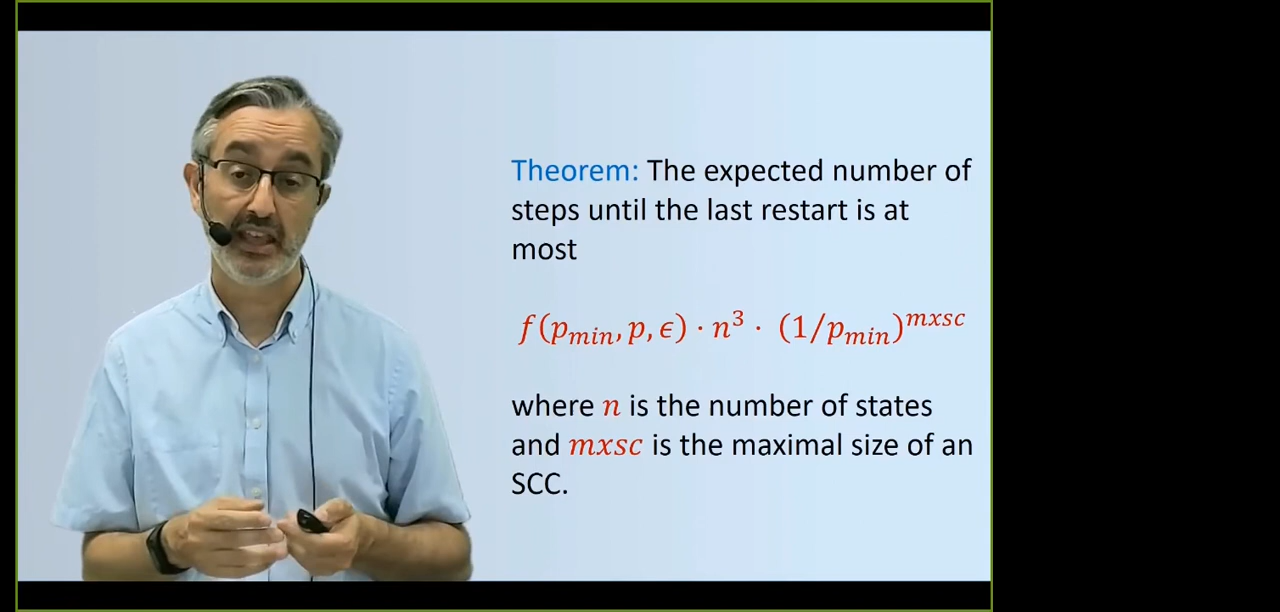 Theorem: The expected number of
steps until the last restart is at
most
f(p_min, p, ϵ) · n³ · (1/p_min)^mxsc
where n is the number of states
and mxsc is the maximal size of an
SCC.